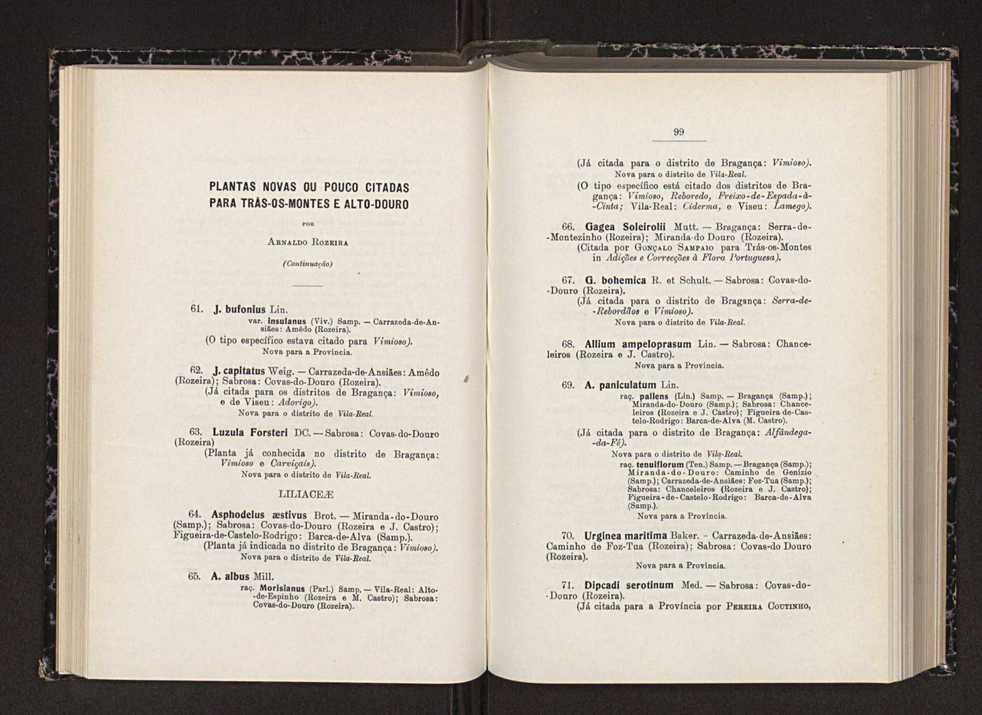 PLANTAS NOVAS OU POUCO CITADAS
PARA TRÁS-OS-MONTES E ALTO-DOURO
POR
ARNALDO ROZEIRA
(Continuação)
61. J. bufonius Lin.
var. insulanus (Viv.) Samp. — Carrazeda-de-An-
siães: Amêdo (Rozeira).
(O tipo específico estava citado para Vimioso).
Nova para a Província.
62. J. capitatus Weig. — Carrazeda-de-Ansiães: Amêdo
(Rozeira); Sabrosa: Covas-do-Douro (Rozeira).
(Já citada para os distritos de Bragança: Vimioso,
e de Viseu: Adorigo).
Nova para o distrito de Vila-Real.
63. Luzula Forsteri DC. — Sabrosa: Covas-do-Douro
(Rozeira)
(Planta já conhecida no distrito de Bragança:
Vimioso e Carviçais).
Nova para o distrito de Vila-Real.
LILIACEÆ
64. Asphodelus æstivus Brot. — Miranda-do-Douro
(Samp.); Sabrosa: Covas-do-Douro (Rozeira e J. Castro);
Figueira-de-Castelo-Rodrigo: Barca-de-Alva (Samp.).
(Planta já indicada no distrito de Bragança: Vimioso).
Nova para o distrito de Vila-Real.
65. A. albus Mill.
raç. Morisianus (Parl.) Samp. — Vila-Real: Alto-
-de-Espinho (Rozeira e M. Castro); Sabrosa:
Covas-do-Douro (Rozeira).
99
(Já citada para o distrito de Bragança: Vimioso).
Nova para o distrito de Vila-Real.
(O tipo específico está citado dos distritos de Bra-
gança: Vimioso, Reboredo, Freixo-de-Espada-à-
-Cinta; Vila-Real: Ciderma, e Viseu: Lamego).
66. Gagea Soleirolii Mutt. — Bragança: Serra-de-
-Montezinho (Rozeira); Miranda-do Douro (Rozeira).
(Citada por GONÇALO SAMPAIO para Trás-os-Montes
in Adições e Correcções à Flora Portuguesa).
67. G. bohemica R. et Schult. — Sabrosa: Covas-do-
-Douro (Rozeira).
(Já citada para o distrito de Bragança: Serra-de-
-Rebordãos e Vimioso).
Nova para o distrito de Vila-Real.
68. Allium ampeloprasum Lin. — Sabrosa: Chance-
leiros (Rozeira e J. Castro).
Nova para a Província.
69. A. paniculatum Lin.
raç. pallens (Lin.) Samp. — Bragança (Samp.);
Miranda-do-Douro (Samp.); Sabrosa: Chance-
leiros (Rozeira e J. Castro); Figueira-de-Cas-
telo-Rodrigo: Barca-de-Alva (M. Castro).
(Já citada para o distrito de Bragança: Alfândega-
-da-Fé).
Nova para o distrito de Vila-Real.
raç. tenuiflorum (Ten.) Samp. — Bragança (Samp.);
Miranda-do-Douro: Caminho de Genízio
(Samp.); Carrazeda-de-Ansiães: Foz-Tua (Samp.);
Sabrosa: Chanceleiros (Rozeira e J. Castro);
Figueira-de-Castelo-Rodrigo: Barca-de-Alva
(Samp.).
Nova para a Província.
70. Urginea maritima Baker. – Carrazeda-de-Ansiães:
Caminho de Foz-Tua (Rozeira); Sabrosa: Covas-do Douro
(Rozeira).
Nova para a Província.
71. Dipcadi serotinum Med. — Sabrosa: Covas-do-
-Douro (Rozeira).
(Já citada para a Província por PEREIRA COUTINHO,